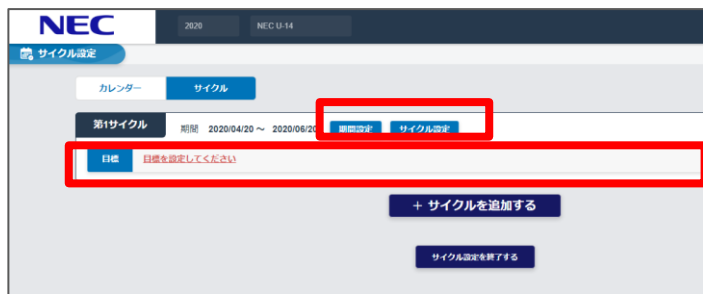 NEC 2020 NEC U-14
サイクル設定
カレンダー サイクル
第1サイクル 期間 2020/04/20 ～ 2020/06/20 期間設定 サイクル設定
目標 目標を設定してください
+ サイクルを追加する
サイクル設定を終了する